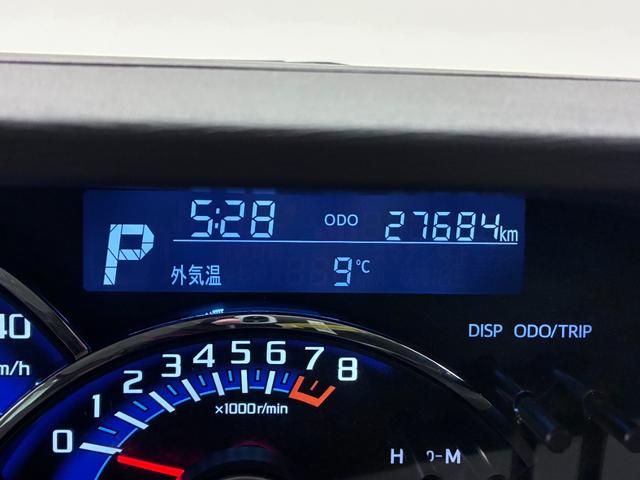 5:28 ODO 27684km
P
外気温 9℃
DISP ODO/TRIP
40
m/h
0 1 2 3 4 5 6 7 8
×1000r/min
H
-M